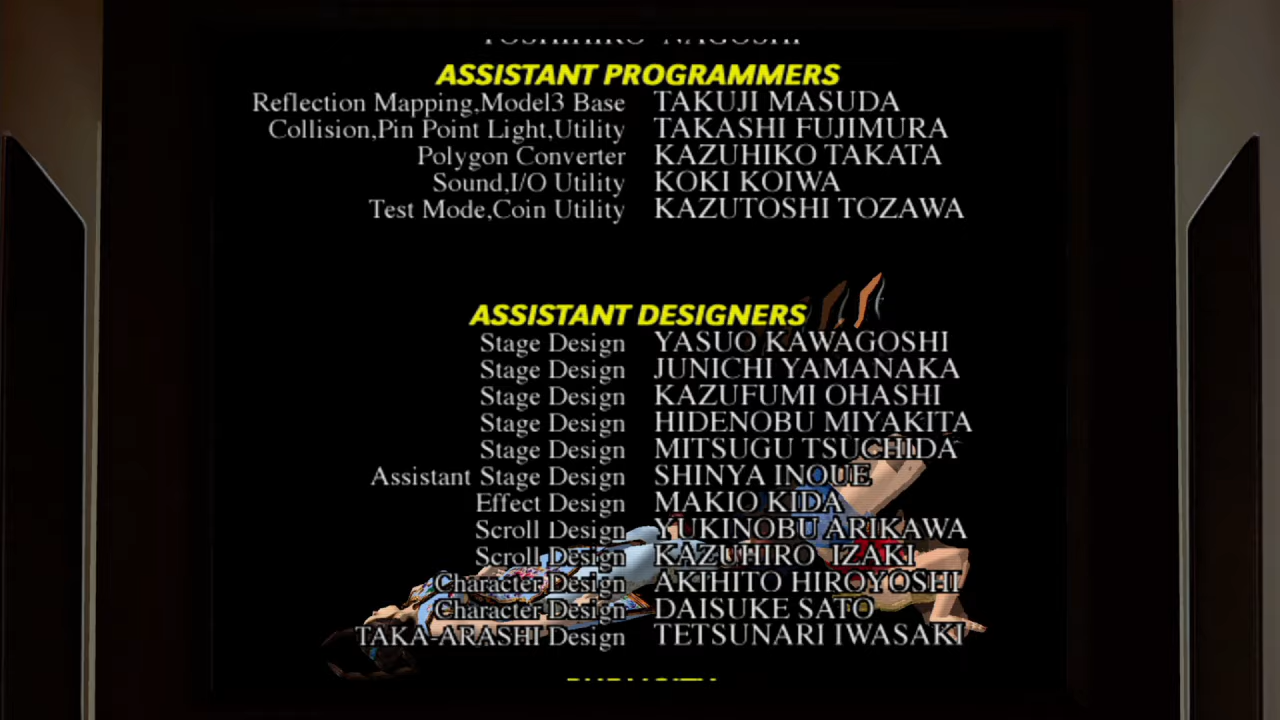 YOSHIHIKO NAGOSHI
ASSISTANT PROGRAMMERS
Reflection Mapping,Model3 Base TAKUJI MASUDA
Collision,Pin Point Light,Utility TAKASHI FUJIMURA
Polygon Converter KAZUHIKO TAKATA
Sound,I/O Utility KOKI KOIWA
Test Mode,Coin Utility KAZUTOSHI TOZAWA
ASSISTANT DESIGNERS
Stage Design YASUO KAWAGOSHI
Stage Design JUNICHI YAMANAKA
Stage Design KAZUFUMI OHASHI
Stage Design HIDENOBU MIYAKITA
Stage Design MITSUGU TSUCHIDA
Assistant Stage Design SHINYA INOUE
Effect Design MAKIO KIDA
Scroll Design YUKINOBU ARIKAWA
Scroll Design KAZUHIRO IZAKI
Character Design AKIHITO HIROYOSHI
Character Design DAISUKE SATO
TAKA-ARASHI Design TETSUNARI IWASAKI